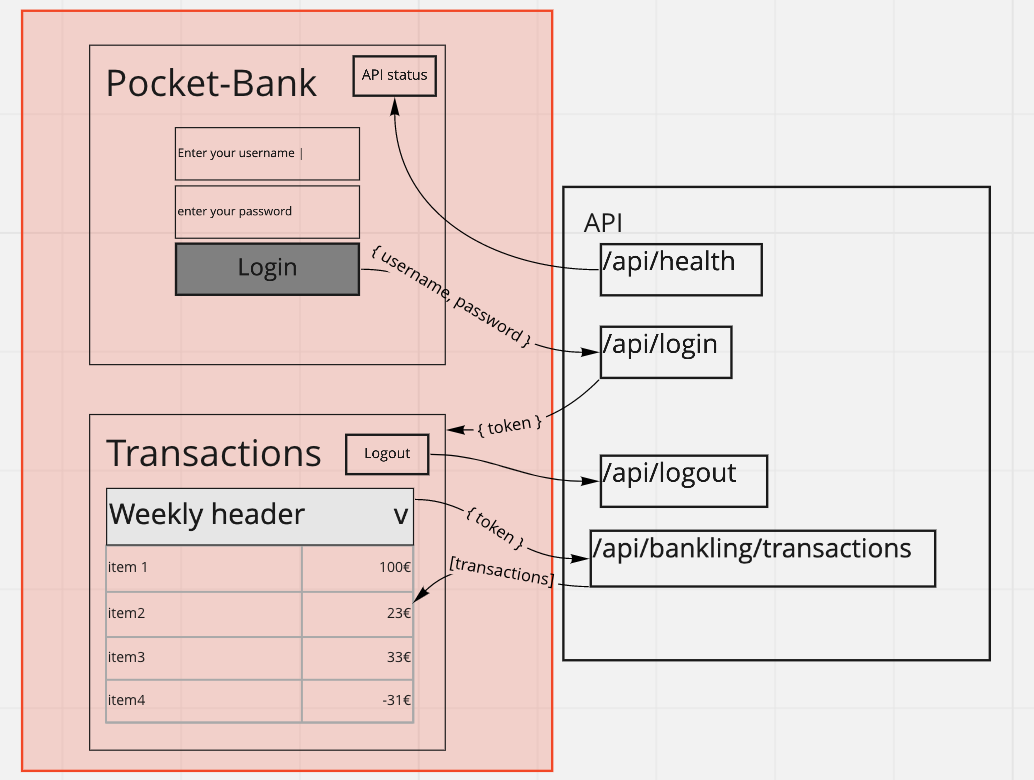 Pocket-Bank
API status
Enter your username |
enter your password
Login
{ username, password }
API
/api/health
/api/login
{ token }
Transactions
Logout
/api/logout
Weekly header v
{ token }
/api/bankling/transactions
[transactions]
item 1 100€
item2 23€
item3 33€
item4 -31€